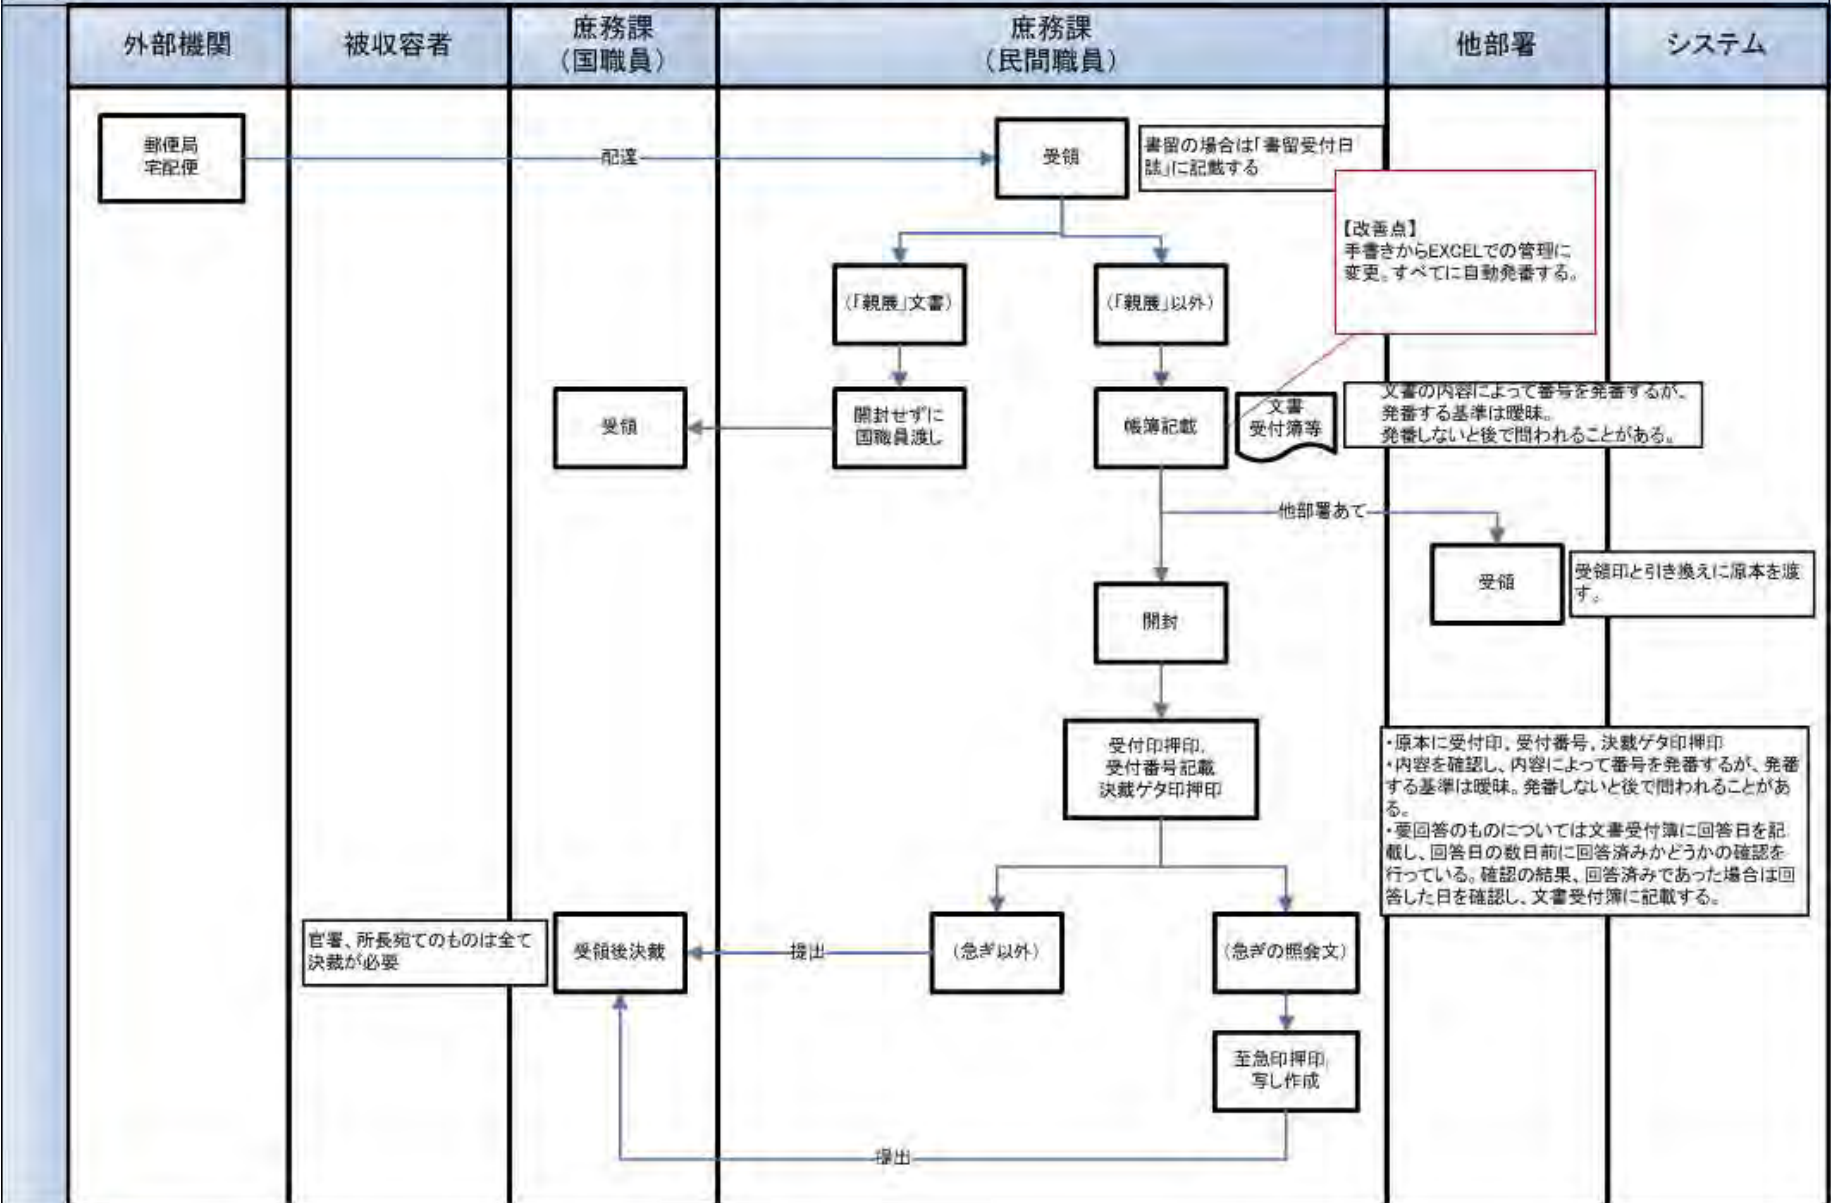 外部機関
被収容者
庶務課
（国職員）
庶務課
（民間職員）
他部署
システム
郵便局
宅配便
配達
受領
書留の場合は「書留受付日
誌」に記載する
【改善点】
手書きからEXCELでの管理に
変更。すべてに自動発番する。
（「親展」文書）
（「親展」以外）
受領
開封せずに
国職員渡し
帳簿記載
文書
受付簿等
文書の内容によって番号を発番するが、
発番する基準は曖昧。
発番しないと後で問われることがある。
他部署あて
受領
受領印と引き換えに原本を渡
す。
開封
受付印押印、
受付番号記載
決裁ゲタ印押印
・原本に受付印、受付番号、決裁ゲタ印押印
・内容を確認し、内容によって番号を発番するが、発番
する基準は曖昧。発番しないと後で問われることがあ
る。
・要回答のものについては文書受付簿に回答日を記
載し、回答日の数日前に回答済みかどうかの確認を
行っている。確認の結果、回答済みであった場合は回
答した日を確認し、文書受付簿に記載する。
官署、所長宛てのものは全て
決裁が必要
受領後決裁
提出
（急ぎ以外）
（急ぎの照会文）
至急印押印
写し作成
提出